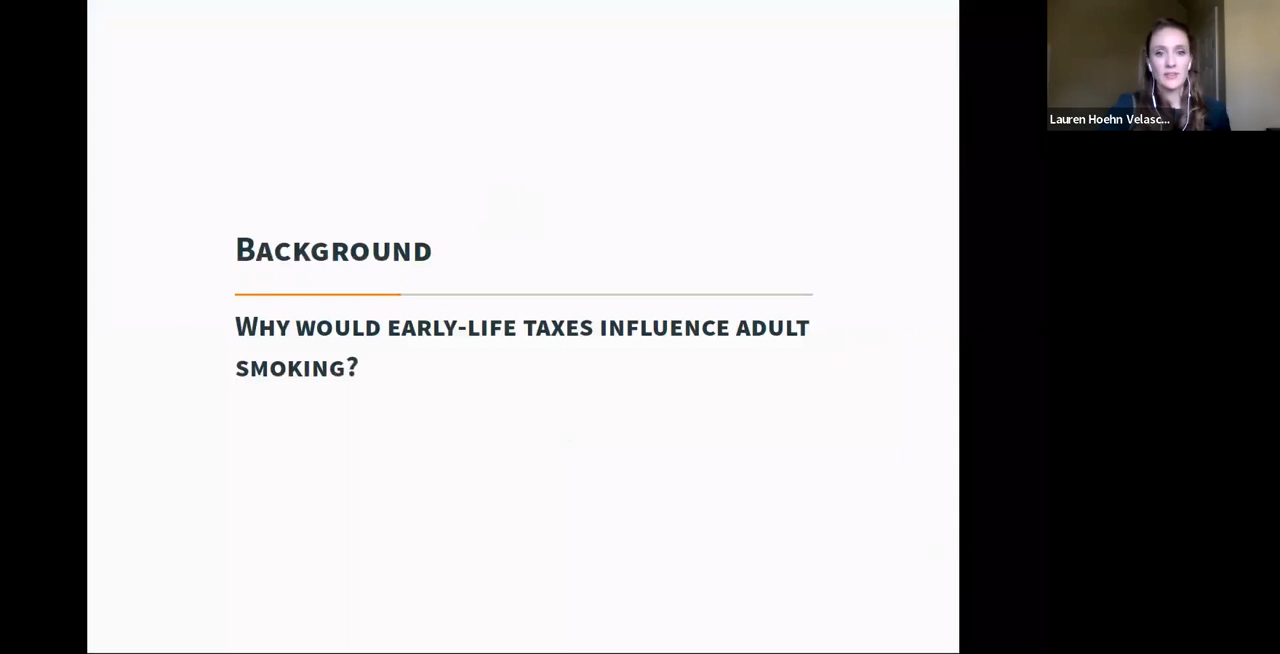 Background
Why would early-life taxes influence adult
smoking?
Lauren Hoehn Velasc...